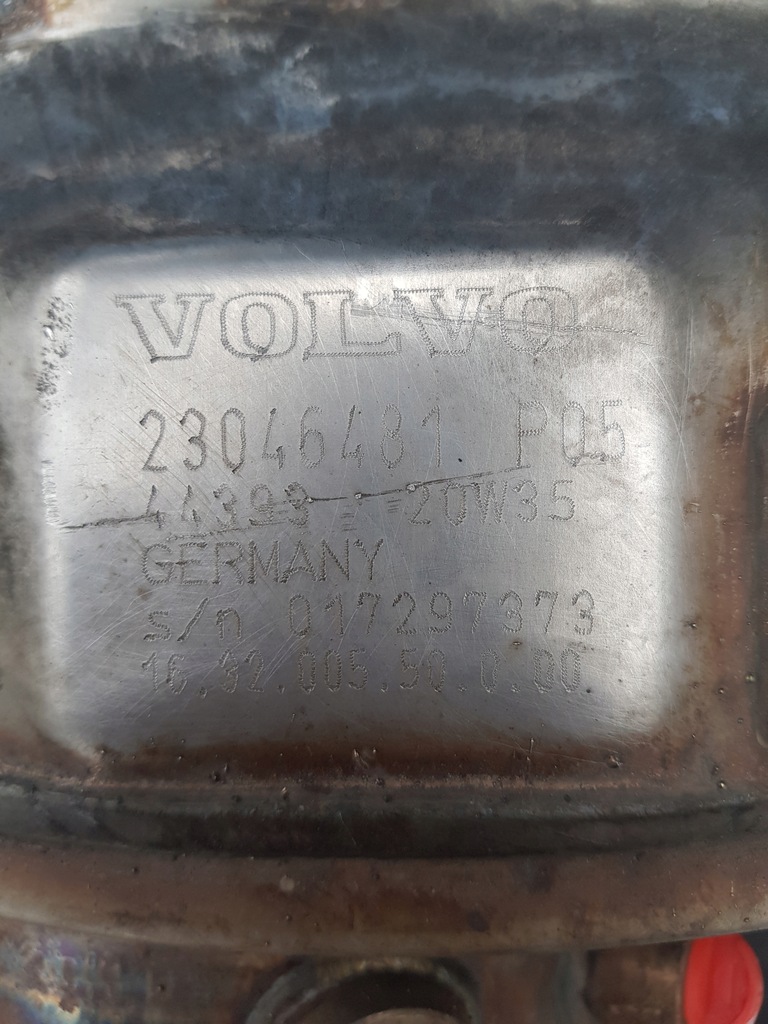 VOLVO
23046481 P05
44393 20W35
GERMANY
s/n 017297373
16.32.005.50.0.00